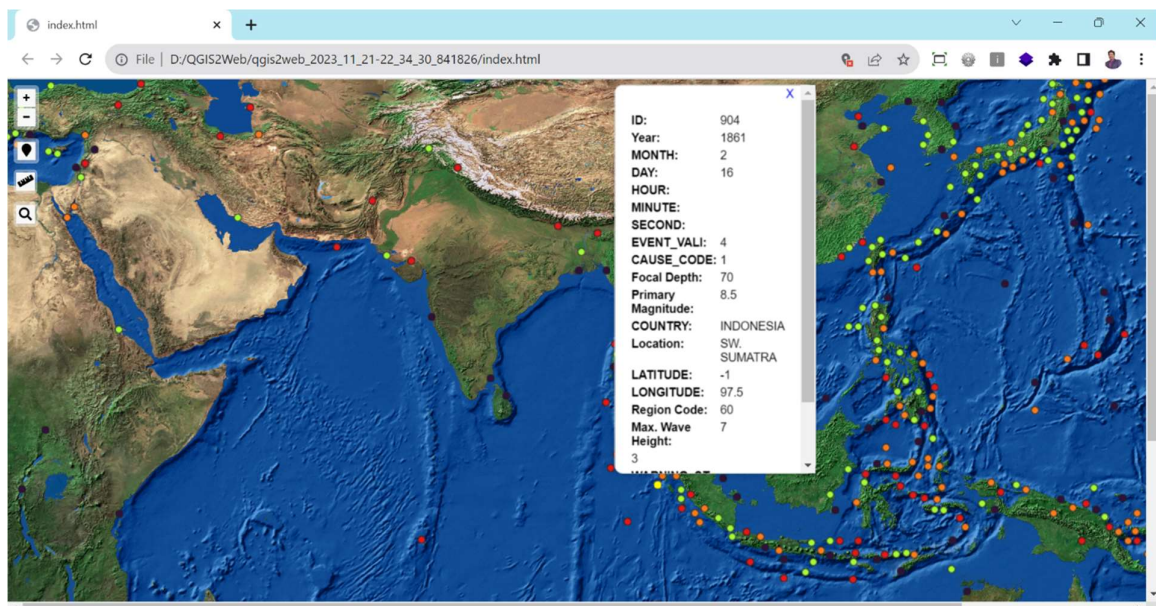 index.html
File | D:/QGIS2Web/qgis2web_2023_11_21-22_34_30_841826/index.html
X
ID: 904
Year: 1861
MONTH: 2
DAY: 16
HOUR:
MINUTE:
SECOND:
EVENT_VALI: 4
CAUSE_CODE: 1
Focal Depth: 70
Primary 8.5
Magnitude:
COUNTRY: INDONESIA
Location: SW.
SUMATRA
LATITUDE: -1
LONGITUDE: 97.5
Region Code: 60
Max. Wave 7
Height:
3